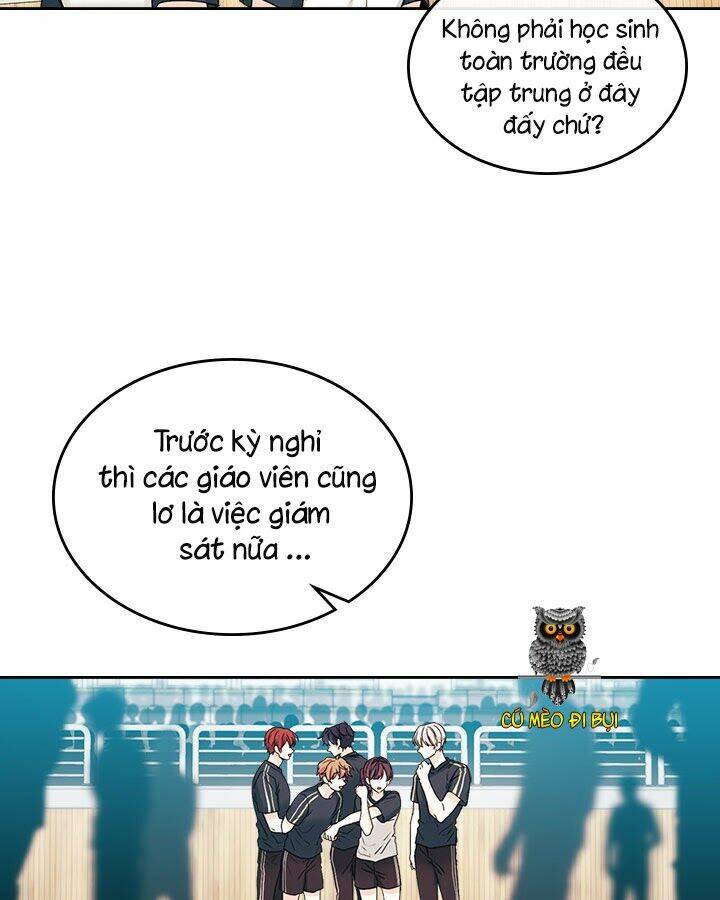 Không phải học sinh
toàn trường đều
tập trung ở đây
đấy chứ?
Trước kỳ nghỉ
thì các giáo viên cũng
lơ là việc giám
sát nữa ...
CÚ MÈO ĐI BỤI